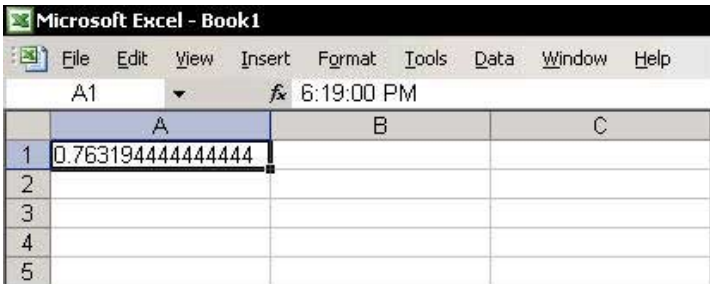 Microsoft Excel - Book1
File Edit View Insert Format Tools Data Window Help
A1 fx 6:19:00 PM
A B C
1 0.763194444444444
2
3
4
5